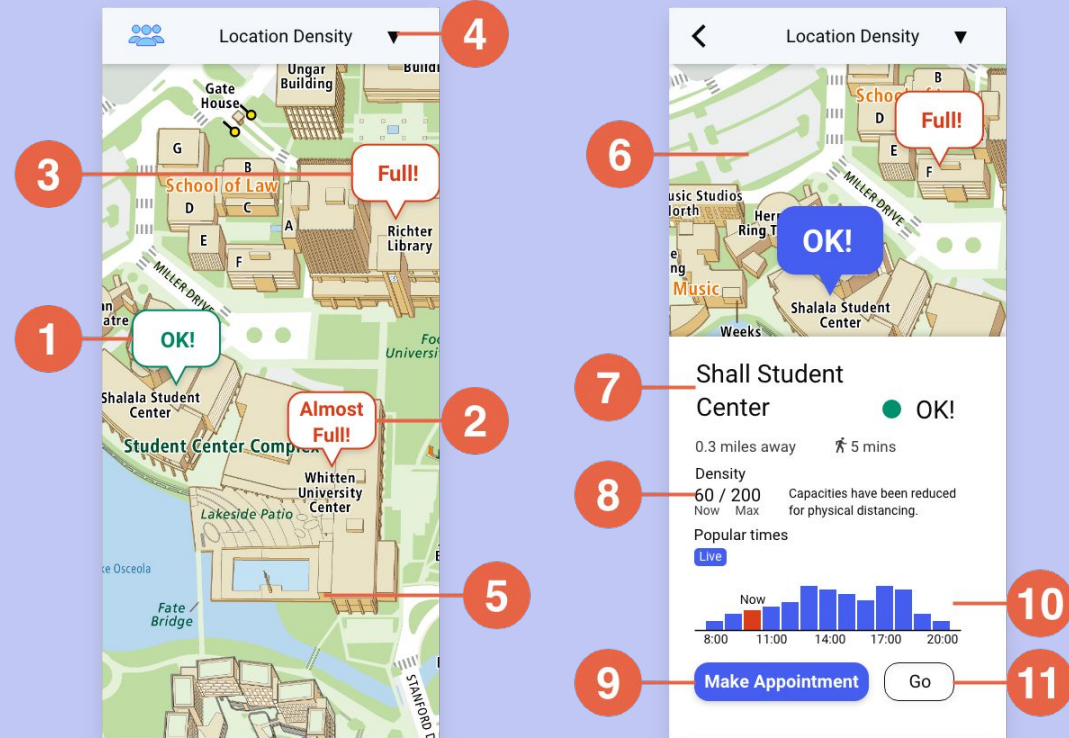 Location Density ▼
4
Ungar
Building
Gate
House
3
Full!
G
B
School of Law
D
C
A
E
F
Richter
Library
MILLER DRIVE
1
OK!
Shalala Student
Center
Almost
Full!
2
Student Center Complex
Whitten
University
Center
Lakeside Patio
Osceola
5
Fate
Bridge
STANFORD
Location Density ▼
6
B
D
Full!
E
F
MILLER DRIVE
Music Studios
North
Ring
OK!
Music
Shalala Student
Center
Weeks
7
Shall Student
Center
OK!
0.3 miles away
5 mins
8
Density
60 / 200
Now Max
Capacities have been reduced
for physical distancing.
Popular times
Live
10
Now
8:00 11:00 14:00 17:00 20:00
9
Make Appointment
Go
11